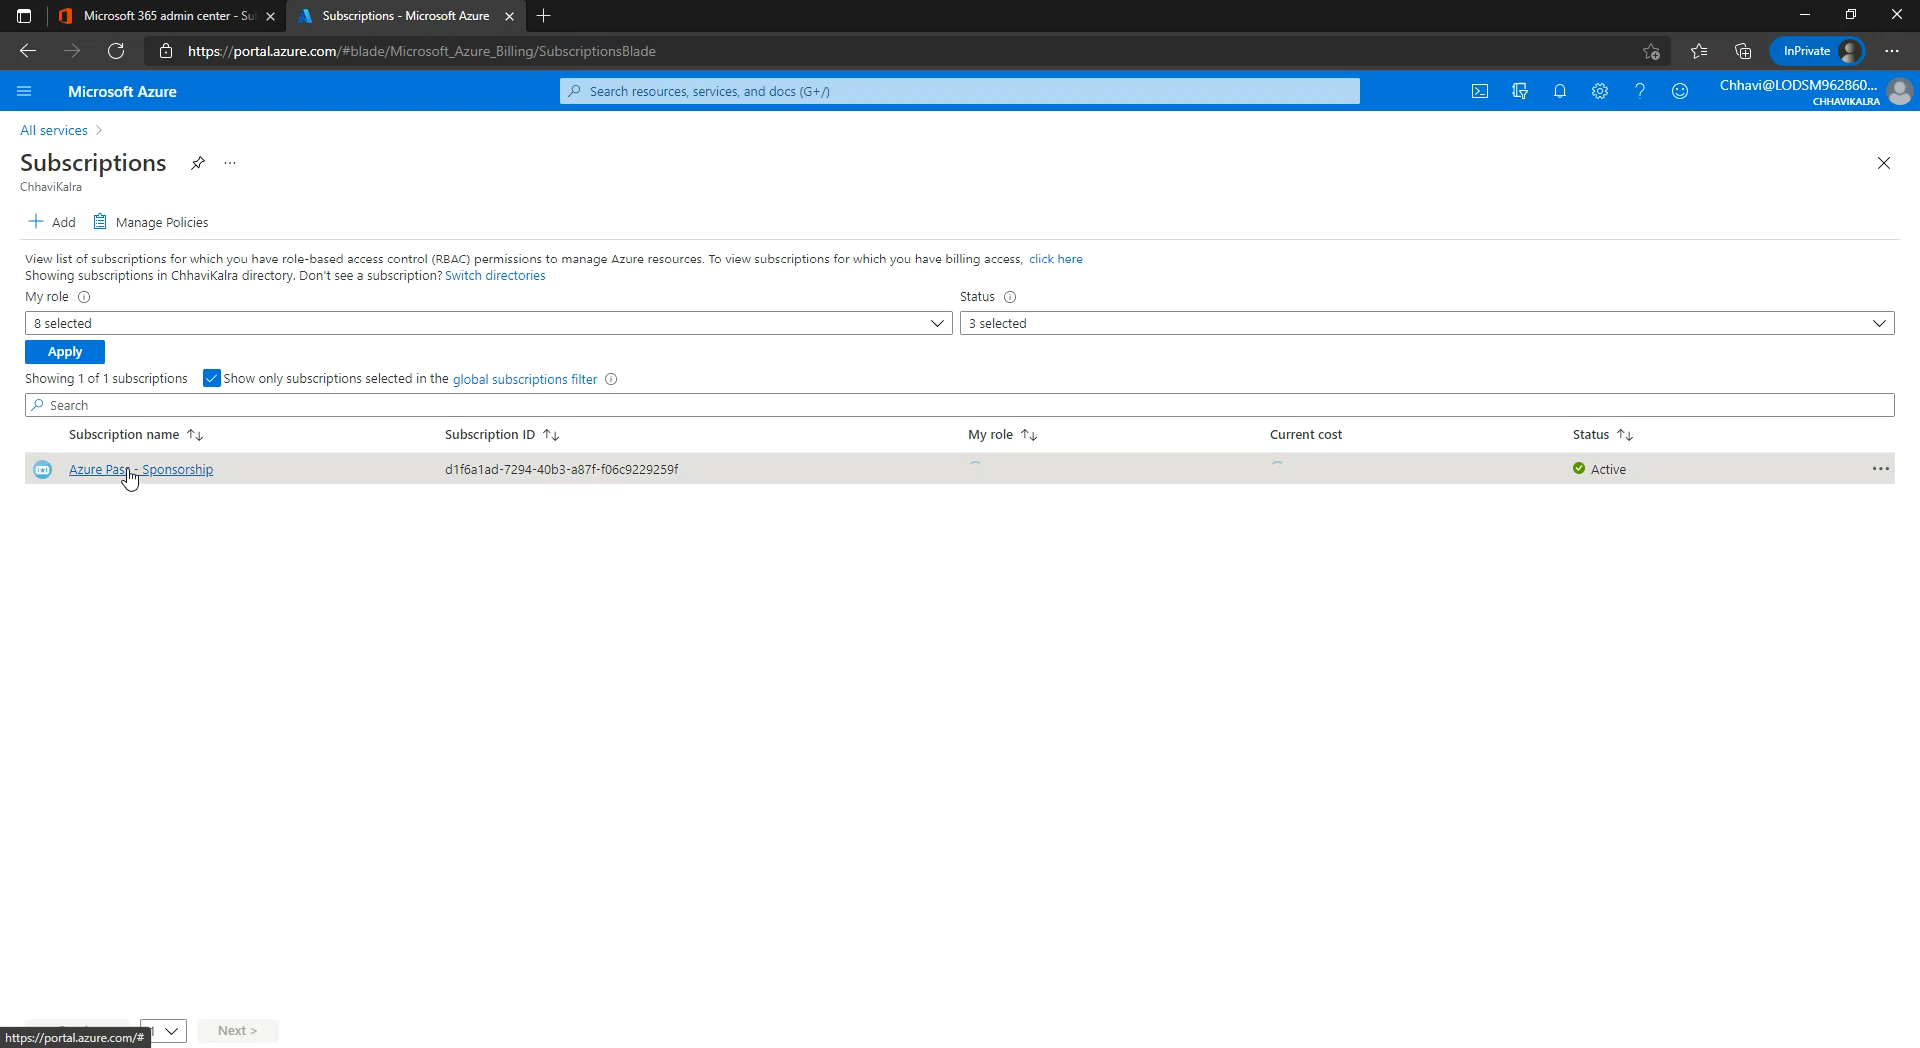 Microsoft 365 admin center - Su
Subscriptions - Microsoft Azure
https://portal.azure.com/#blade/Microsoft_Azure_Billing/SubscriptionsBlade
InPrivate
Microsoft Azure
Search resources, services, and docs (G+/)
Chhavi@LODSM962860...
CHHAVIKALRA
All services
Subscriptions
ChhaviKalra
Add
Manage Policies
View list of subscriptions for which you have role-based access control (RBAC) permissions to manage Azure resources. To view subscriptions for which you have billing access, click here
Showing subscriptions in ChhaviKalra directory. Don't see a subscription? Switch directories
My role
Status
8 selected
3 selected
Apply
Showing 1 of 1 subscriptions
Show only subscriptions selected in the global subscriptions filter
Search
Subscription name
Subscription ID
My role
Current cost
Status
Azure Pass - Sponsorship
d1f6a1ad-7294-40b3-a87f-f06c9229259f
Active
Next >
https://portal.azure.com/#